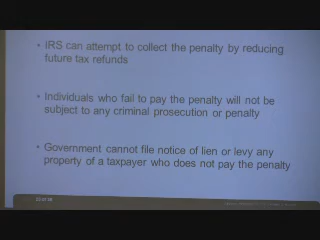 • IRS can attempt to collect the penalty by reducing
future tax refunds
• Individuals who fail to pay the penalty will not be
subject to any criminal prosecution or penalty
• Government cannot file notice of lien or levy any
property of a taxpayer who does not pay the penalty